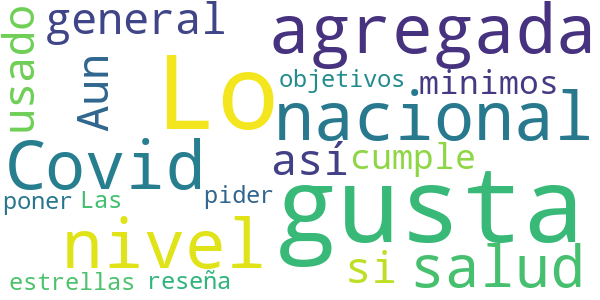 usado
general
agregada
Aun
Lo
objetivos
minimos
nacional
Covid
así
cumple
poner
Las
pider
gusta
nivel
si
salud
estrellas
reseña